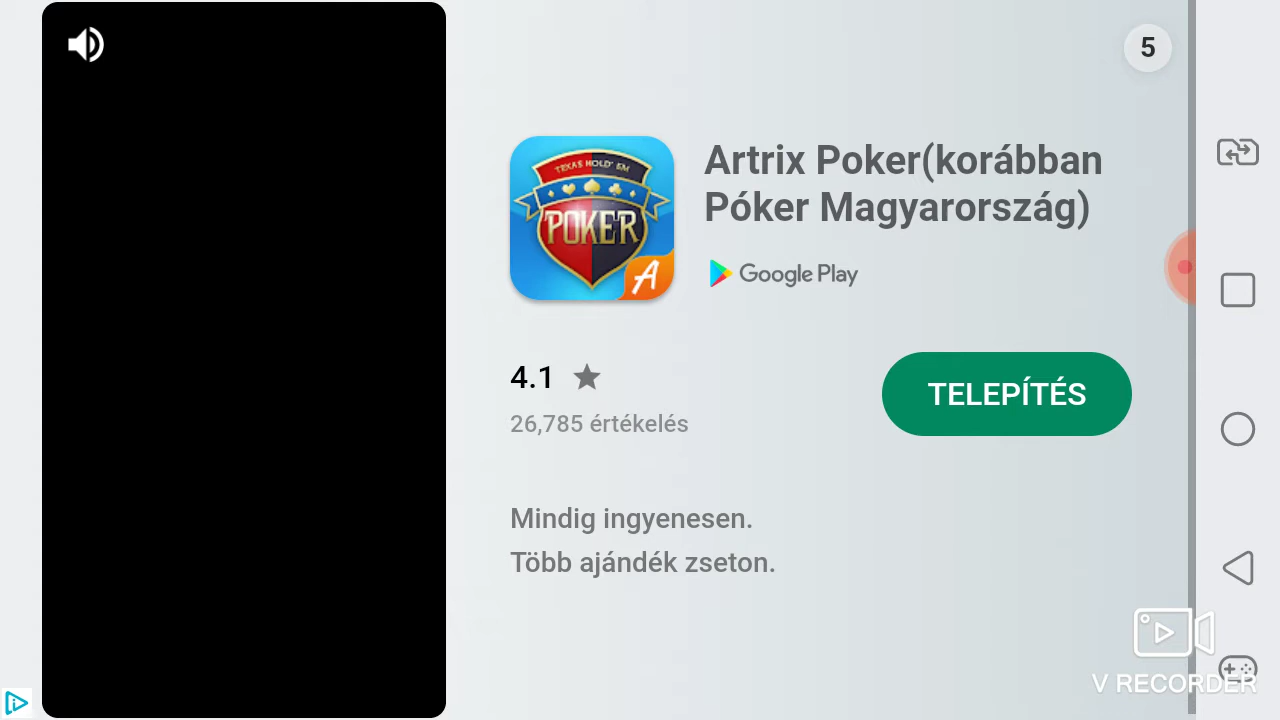 5
TEXAS HOLD' EM
POKER
A
Artrix Poker(korábban
Póker Magyarország)
Google Play
4.1
26,785 értékelés
TELEPÍTÉS
Mindig ingyenesen.
Több ajándék zseton.
V RECORDER